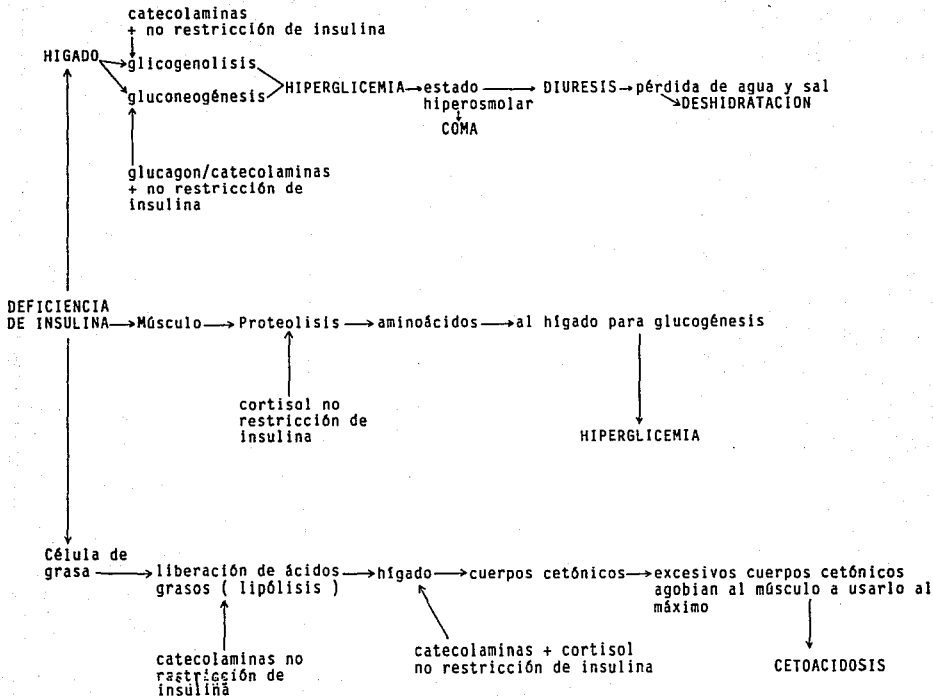 catecolaminas
+ no restricción de insulina
HIGADO
glicogenolisis
gluconeogénesis
HIPERGLICEMIA
estado
hiperosmolar
COMA
DIURESIS
pérdida de agua y sal
DESHIDRATACION
glucagon/catecolaminas
+ no restricción de
insulina
DEFICIENCIA
DE INSULINA
Músculo
Proteolisis
aminoácidos
al hígado para glucogénesis
cortisol no
restricción de
insulina
HIPERGLICEMIA
Célula de
grasa
liberación de ácidos
grasos ( lipólisis )
hígado
cuerpos cetónicos
excesivos cuerpos cetónicos
agobian al músculo a usarlo al
máximo
catecolaminas no
restricción de
insulina
catecolaminas + cortisol
no restricción de insulina
CETOACIDOSIS